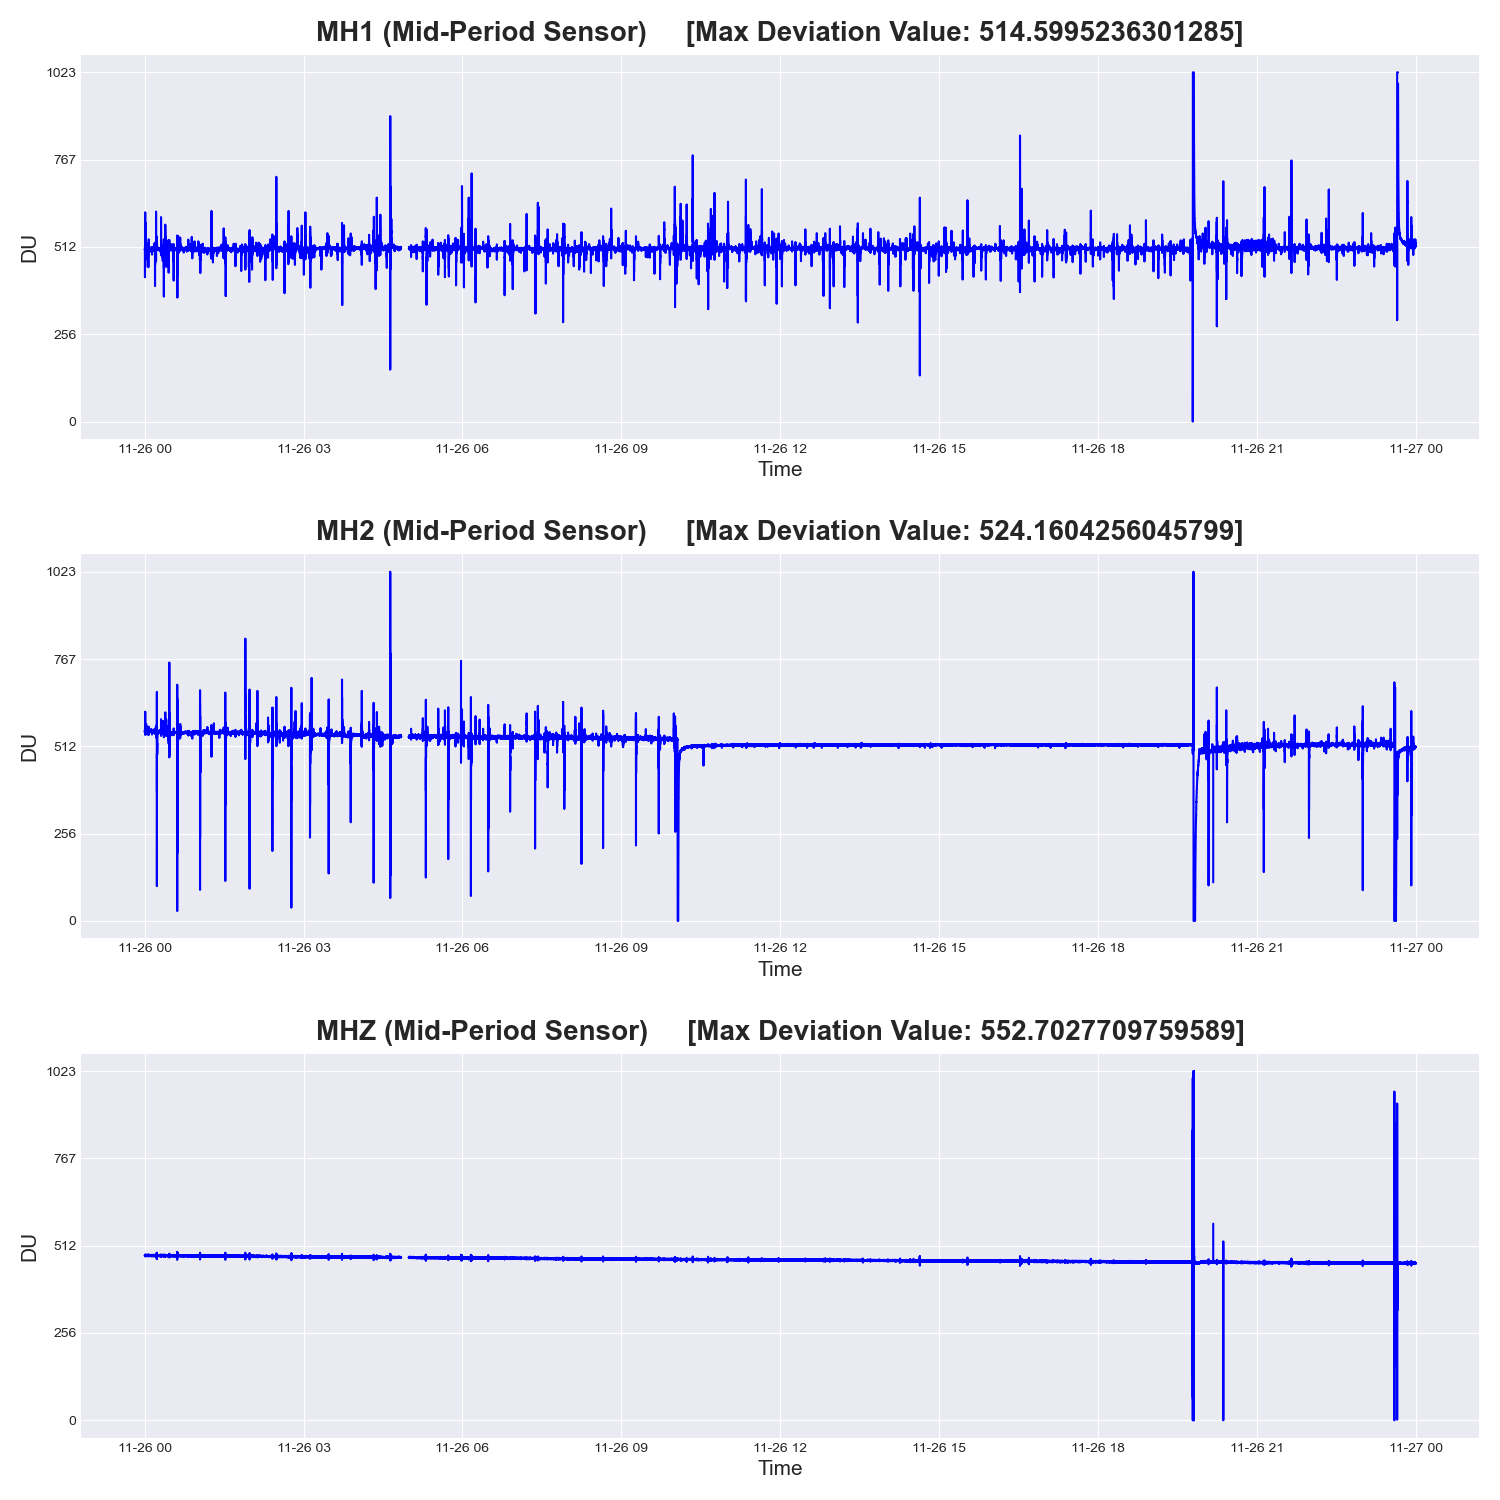 MH1 (Mid-Period Sensor) [Max Deviation Value: 514.5995236301285]
1023
767
512
256
0
DU
11-26 00 11-26 03 11-26 06 11-26 09 11-26 12 11-26 15 11-26 18 11-26 21 11-27 00
Time
MH2 (Mid-Period Sensor) [Max Deviation Value: 524.1604256045799]
1023
767
512
256
0
DU
11-26 00 11-26 03 11-26 06 11-26 09 11-26 12 11-26 15 11-26 18 11-26 21 11-27 00
Time
MHZ (Mid-Period Sensor) [Max Deviation Value: 552.7027709759589]
1023
767
512
256
0
DU
11-26 00 11-26 03 11-26 06 11-26 09 11-26 12 11-26 15 11-26 18 11-26 21 11-27 00
Time